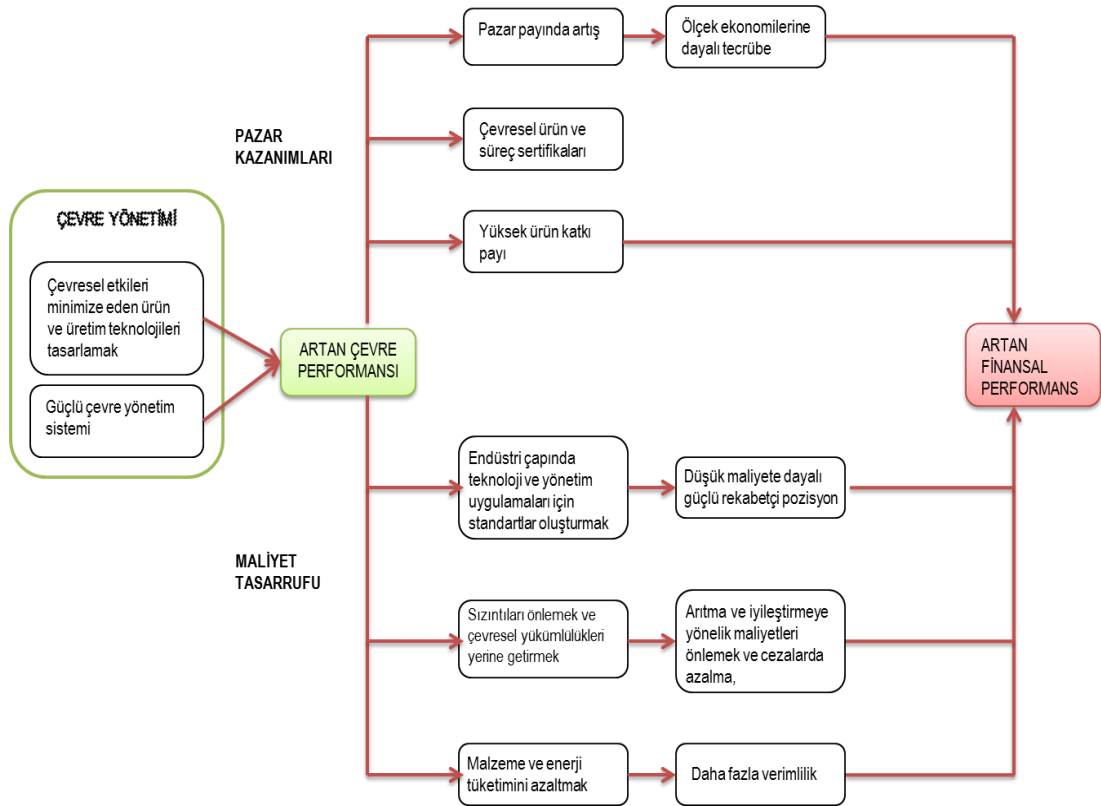 Pazar payında artış
Ölçek ekonomilerine
dayalı tecrübe
PAZAR
KAZANIMLARI
Çevresel ürün ve
süreç sertifikaları
Yüksek ürün katkı
payı
ÇEVRE YÖNETİMİ
Çevresel etkileri
minimize eden ürün
ve üretim teknolojileri
tasarlamak
Güçlü çevre yönetim
sistemi
ARTAN ÇEVRE
PERFORMANSI
ARTAN
FİNANSAL
PERFORMANS
Endüstri çapında
teknoloji ve yönetim
uygulamaları için
standartlar oluşturmak
Düşük maliyete dayalı
güçlü rekabetçi pozisyon
MALİYET
TASARRUFU
Sızıntıları önlemek ve
çevresel yükümlülükleri
yerine getirmek
Arıtma ve iyileştirmeye
yönelik maliyetleri
önlemek ve cezalarda
azalma,
Malzeme ve enerji
tüketimini azaltmak
Daha fazla verimlilik